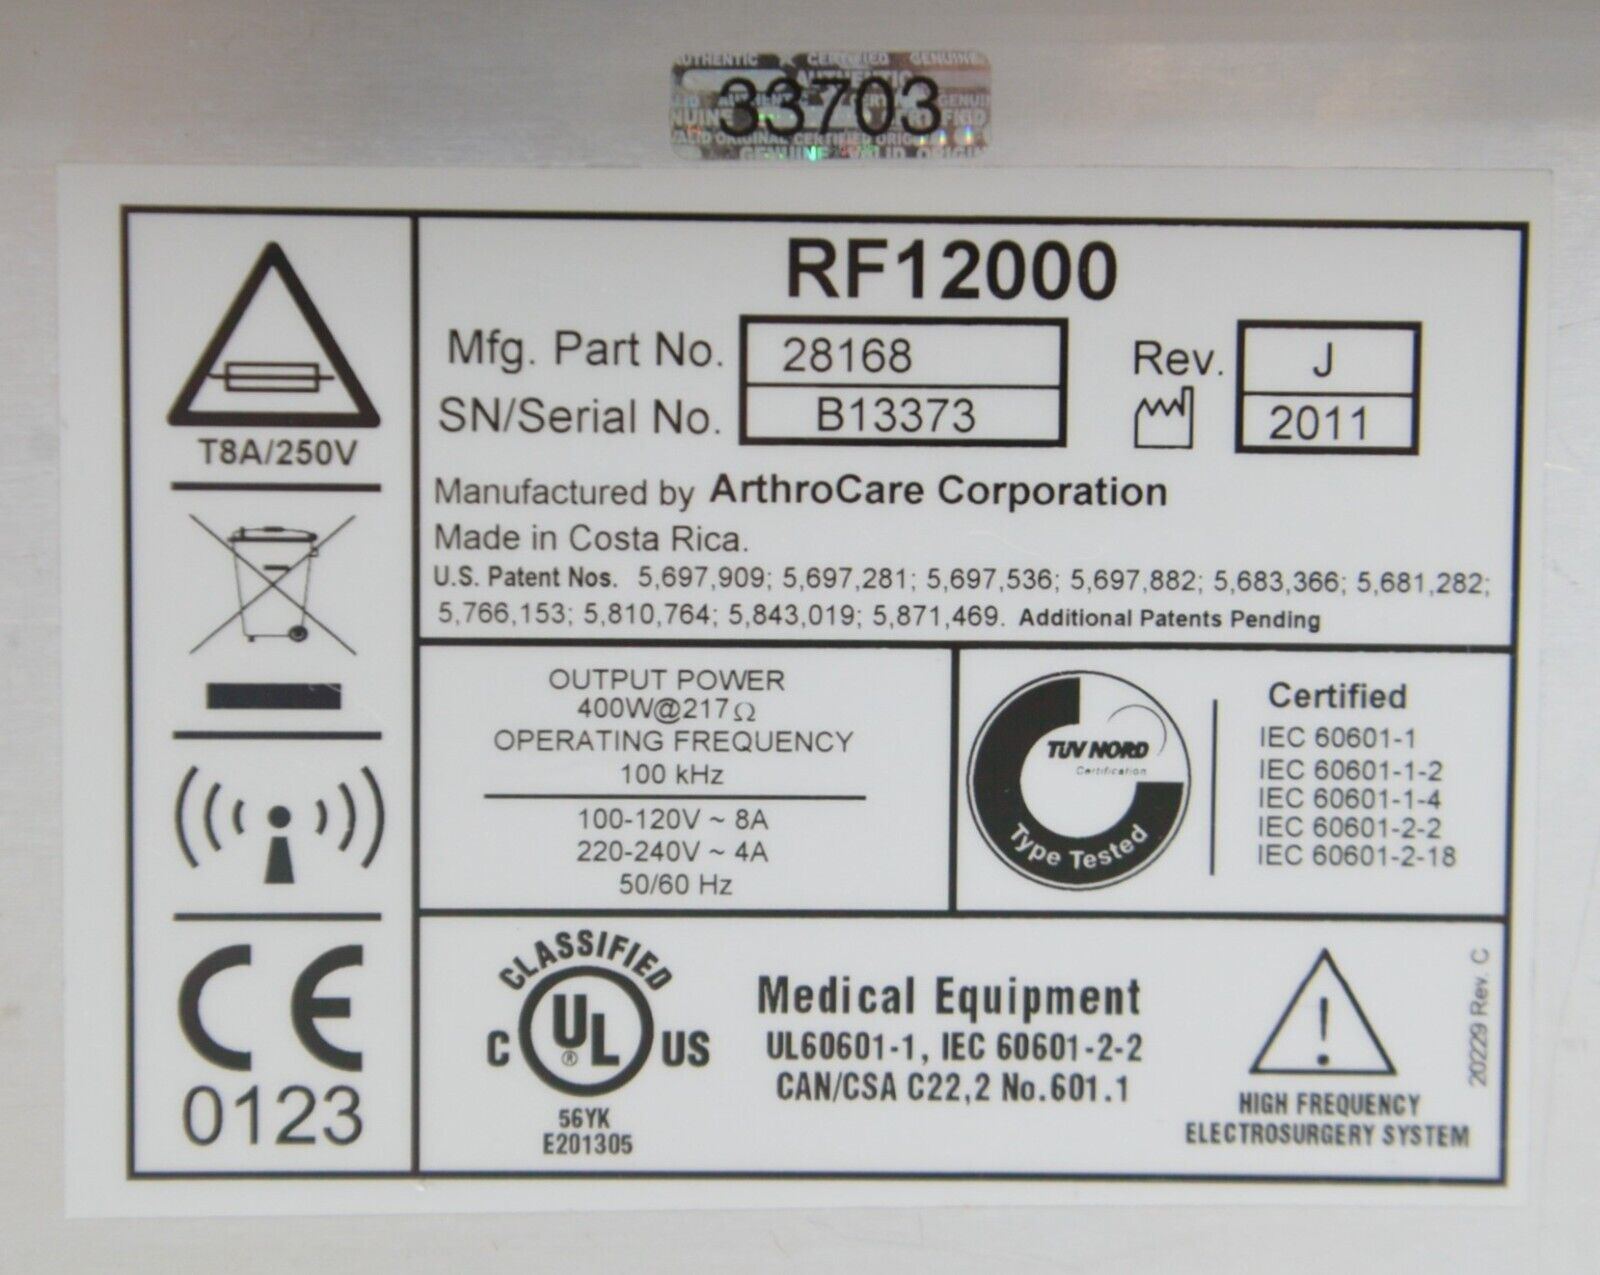 33703
RF12000
Mfg. Part No. 28168 Rev. J
SN/Serial No. B13373 2011
Manufactured by ArthroCare Corporation
Made in Costa Rica.
U.S. Patent Nos. 5,697,909; 5,697,281; 5,697,536; 5,697,882; 5,683,366; 5,681,282;
5,766,153; 5,810,764; 5,843,019; 5,871,469. Additional Patents Pending
T8A/250V
CE
0123
OUTPUT POWER
400W@217Ω
OPERATING FREQUENCY
100 kHz
100-120V ~ 8A
220-240V ~ 4A
50/60 Hz
TUV NORD
Certification
Type Tested
Certified
IEC 60601-1
IEC 60601-1-2
IEC 60601-1-4
IEC 60601-2-2
IEC 60601-2-18
CLASSIFIED
C UL® US
56YK
E201305
Medical Equipment
UL60601-1, IEC 60601-2-2
CAN/CSA C22,2 No.601.1
!
HIGH FREQUENCY
ELECTROSURGERY SYSTEM
20229 Rev. C